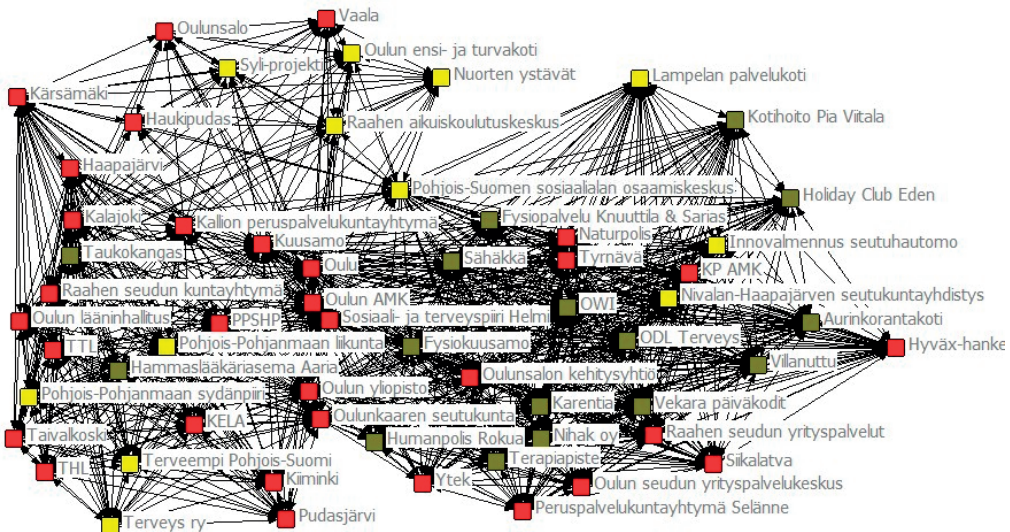 Vaala
Oulunsalo
Oulun ensi- ja turvakoti
Syli-projekti
Nuorten ystävät
Lampelan palvelukoti
Kärsämäki
Haukipudas
Raahen aikuiskoulutuskeskus
Kotihoito Pia Viitala
Haapajärvi
Pohjois-Suomen sosiaalialan osaamiskeskus
Holiday Club Eden
Kalajoki
Kallion peruspalvelukuntayhtymä
Fysiopalvelu Knuuttila & Sarias
Naturpolis
Kuusamo
Innovalmennus seutuhautomo
Taukokangas
Sähäkka
Tyrnävä
Oulu
KP AMK
Raahen seudun kuntayhtymä
Nivalan-Haapajärven seutukuntayhdistys
Oulun AMK
OWI
Oulun lääninhallitus
PPSHP
Sosiaali- ja terveyspiiri Helmi
Aurinkorantakoti
TTL
Pohjois-Pohjanmaan liikunta
Fysiokuusamo
ODL Terveys
Hyväx-hanke
Hammaslääkäriasema Aaria
Villanuttu
Oulunsalon kehitysyhtiö
Pohjois-Pohjanmaan sydänpiiri
Oulun yliopisto
Karentia
Vekara päiväkodit
KELA
Oulunkaaren seutukunta
Taivalkoski
Humanpolis Rokua
Nihak oy
Raahen seudun yrityspalvelut
THL
Terveempi Pohjois-Suomi
Terapiapiste
Siikalatva
Kiiminki
Ytek
Oulun seudun yrityspalvelukeskus
Terveys ry
Pudasjärvi
Peruspalvelukuntayhtymä Selänne